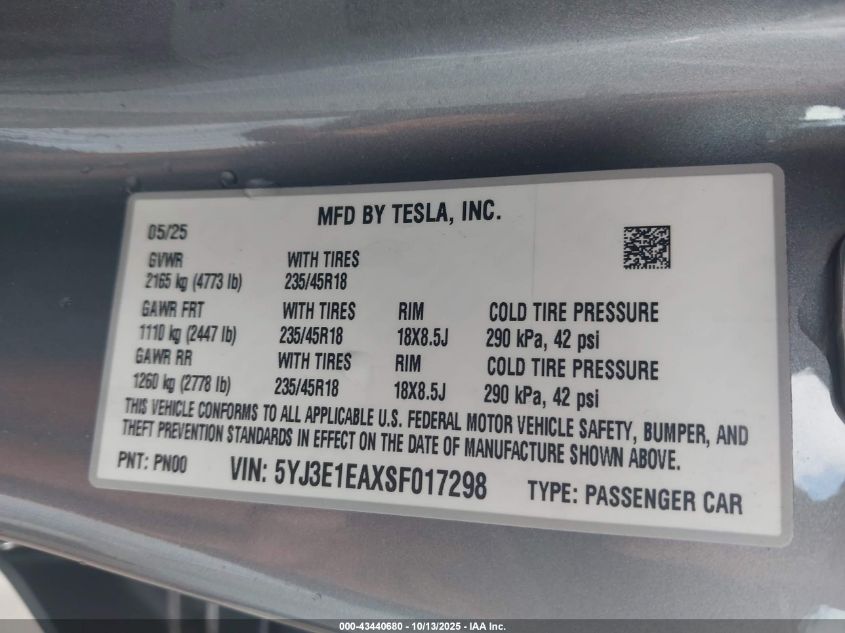 MFD BY TESLA, INC.
05/25
GVWR WITH TIRES
2165 kg (4773 lb) 235/45R18
GAWR FRT WITH TIRES RIM COLD TIRE PRESSURE
1110 kg (2447 lb) 235/45R18 18X8.5J 290 kPa, 42 psi
GAWR RR WITH TIRES RIM COLD TIRE PRESSURE
1260 kg (2778 lb) 235/45R18 18X8.5J 290 kPa, 42 psi
THIS VEHICLE CONFORMS TO ALL APPLICABLE U.S. FEDERAL MOTOR VEHICLE SAFETY, BUMPER, AND
THEFT PREVENTION STANDARDS IN EFFECT ON THE DATE OF MANUFACTURE SHOWN ABOVE.
PNT: PN00 VIN: 5YJ3E1EAXSF017298 TYPE: PASSENGER CAR
000-43440680 - 10/13/2025 - IAA Inc.